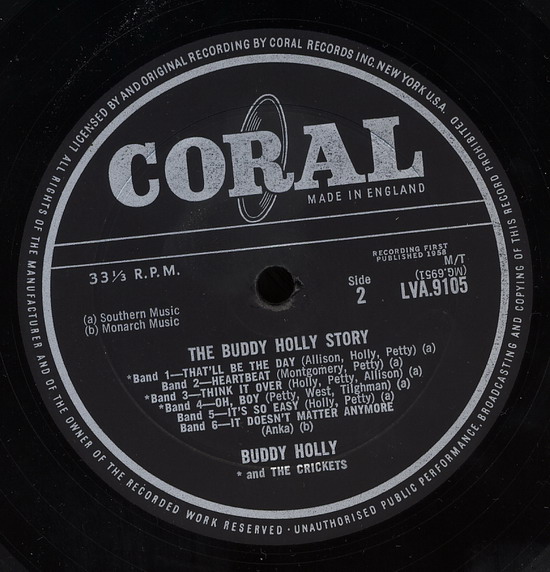 ALL RIGHTS OF THE MANUFACTURER AND OF THE OWNER OF THE RECORDED WORK RESERVED · UNAUTHORISED PUBLIC PERFORMANCE, BROADCASTING AND COPYING OF THIS RECORD PROHIBITED
LICENSED BY AND ORIGINAL RECORDING BY CORAL RECORDS INC. NEW YORK U.S.A.
CORAL
MADE IN ENGLAND
RECORDING FIRST
PUBLISHED 1958
33⅓ R.P.M.
M/T
(MG.6951)
Side
2
LVA.9105
(a) Southern Music
(b) Monarch Music
THE BUDDY HOLLY STORY
*Band 1—THAT'LL BE THE DAY (Allison, Holly, Petty) (a)
Band 2—HEARTBEAT (Montgomery, Petty) (a)
*Band 3—THINK IT OVER (Holly, Petty, Allison) (a)
*Band 4—OH, BOY (Petty, West, Tilghman) (a)
Band 5—IT'S SO EASY (Holly, Petty) (a)
Band 6—IT DOESN'T MATTER ANYMORE
(Anka) (b)
BUDDY HOLLY
* and THE CRICKETS